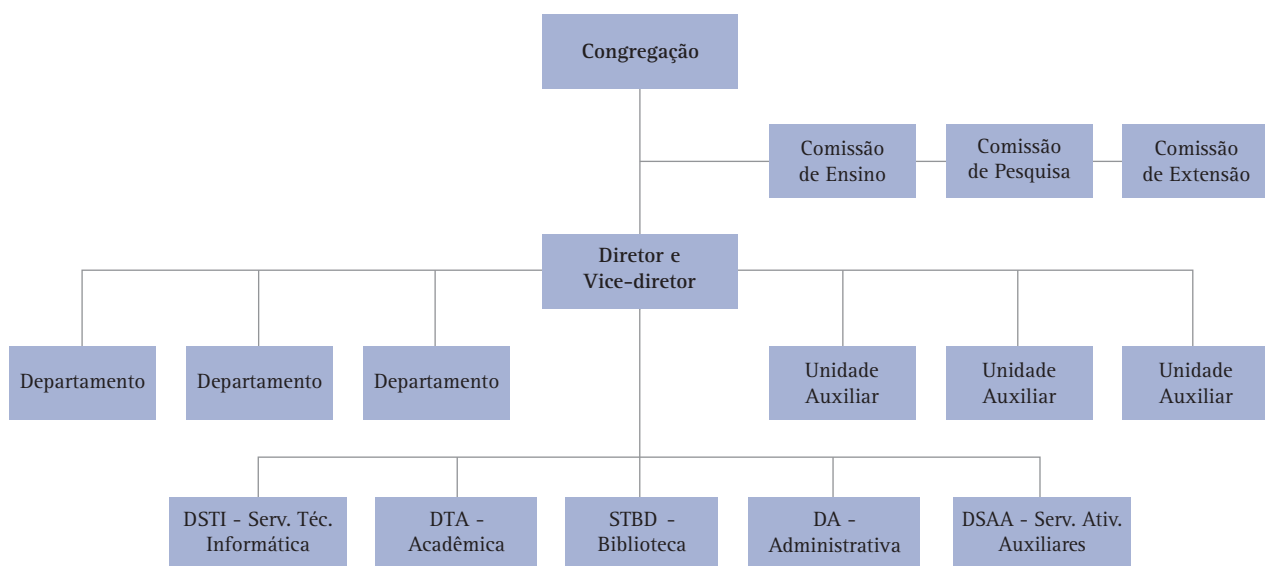 Congregação
Comissão
de Ensino
Comissão
de Pesquisa
Comissão
de Extensão
Diretor e
Vice-diretor
Departamento
Departamento
Departamento
Unidade
Auxiliar
Unidade
Auxiliar
Unidade
Auxiliar
DSTI - Serv. Téc.
Informática
DTA -
Acadêmica
STBD -
Biblioteca
DA -
Administrativa
DSAA - Serv. Ativ.
Auxiliares